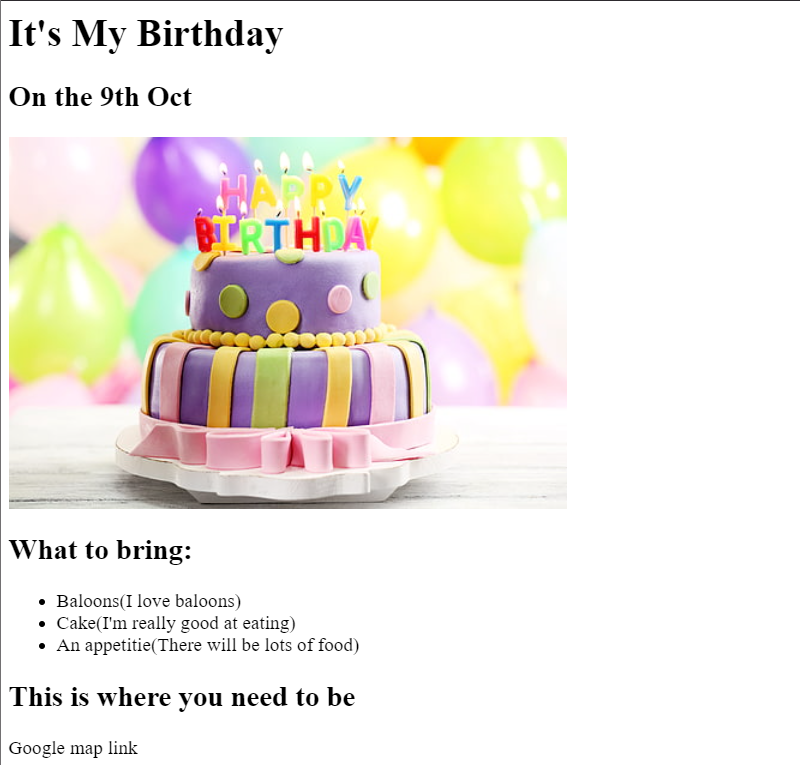 It's My Birthday
On the 9th Oct
HAPPY
BIRTHDAY
What to bring:
Baloons(I love baloons)
Cake(I'm really good at eating)
An appetitie(There will be lots of food)
This is where you need to be
Google map link